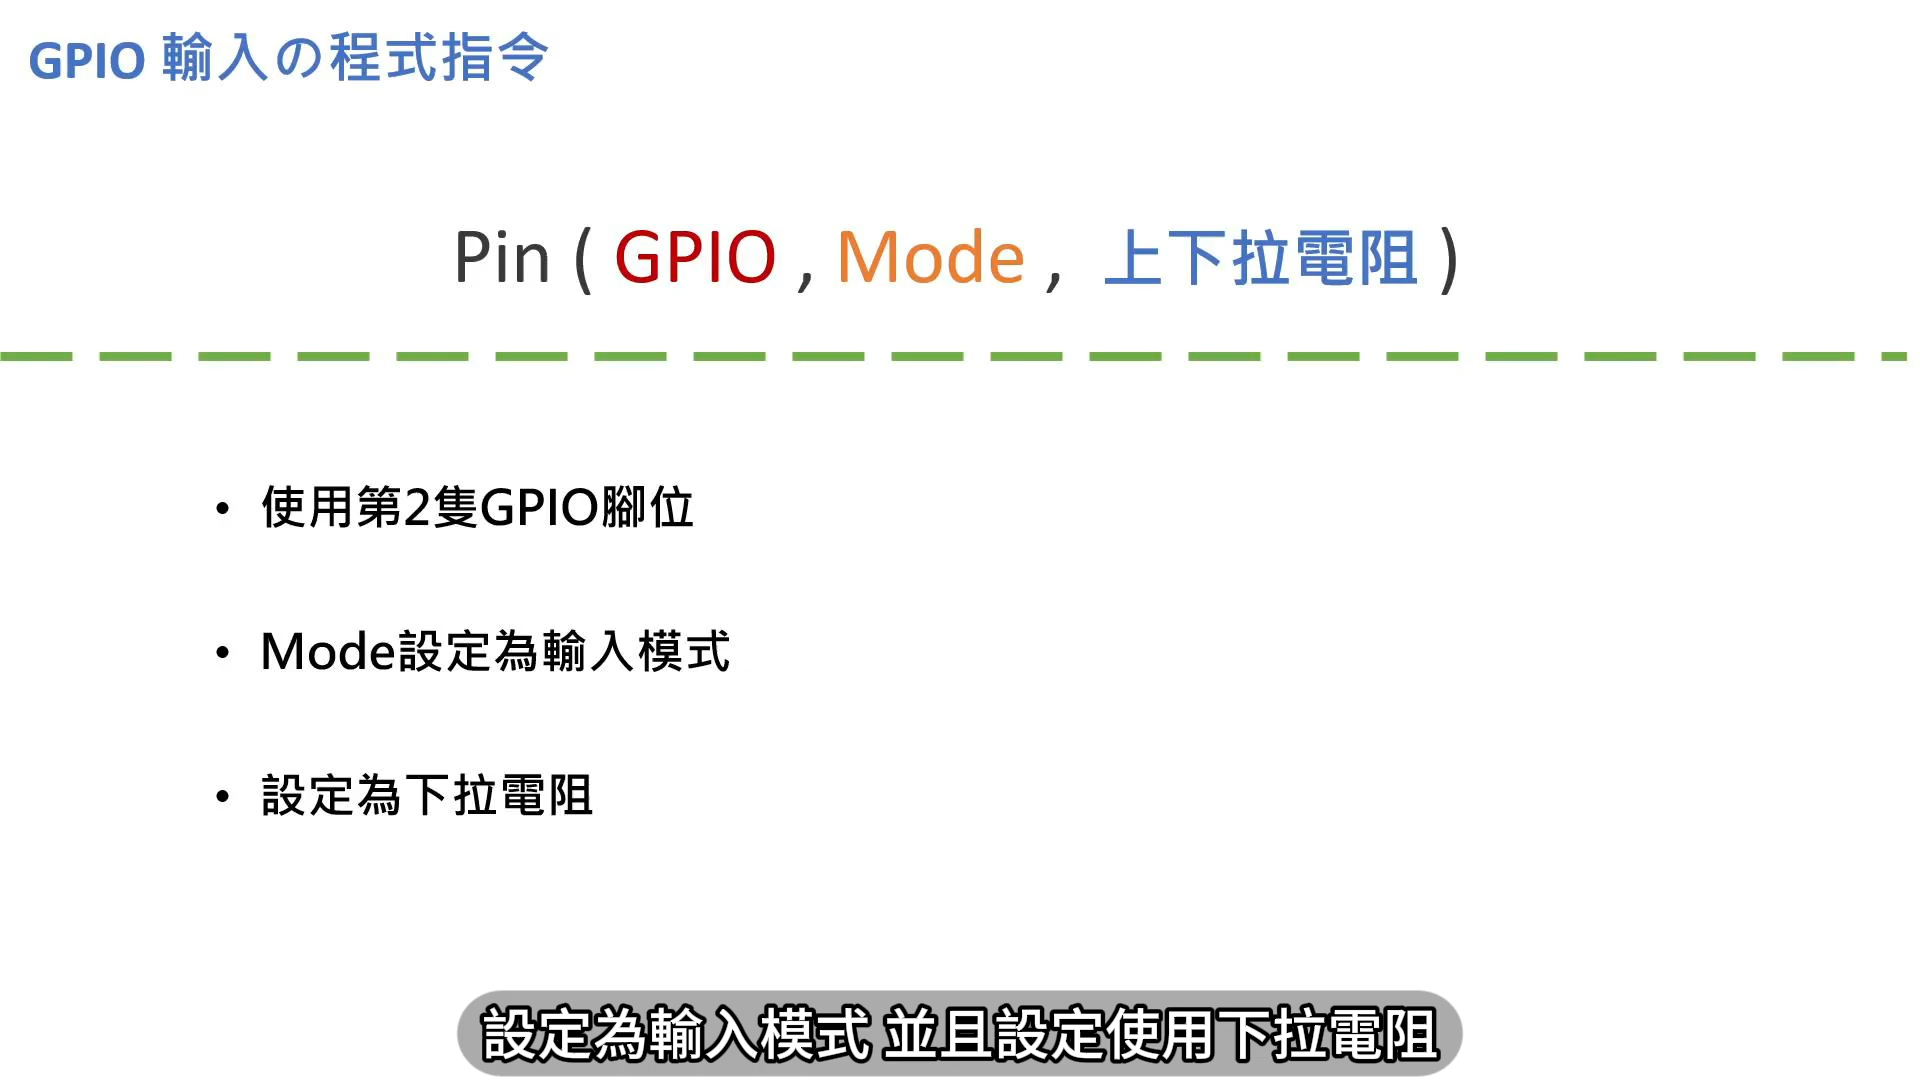 GPIO 輸入の程式指令
Pin ( GPIO , Mode , 上下拉電阻 )
• 使用第2隻GPIO腳位
• Mode設定為輸入模式
• 設定為下拉電阻
設定為輸入模式 並且設定使用下拉電阻